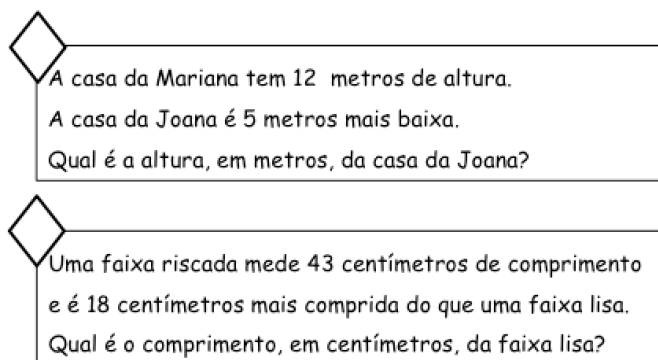 A casa da Mariana tem 12 metros de altura.
A casa da Joana é 5 metros mais baixa.
Qual é a altura, em metros, da casa da Joana?
Uma faixa riscada mede 43 centímetros de comprimento
e é 18 centímetros mais comprida do que uma faixa lisa.
Qual é o comprimento, em centímetros, da faixa lisa?